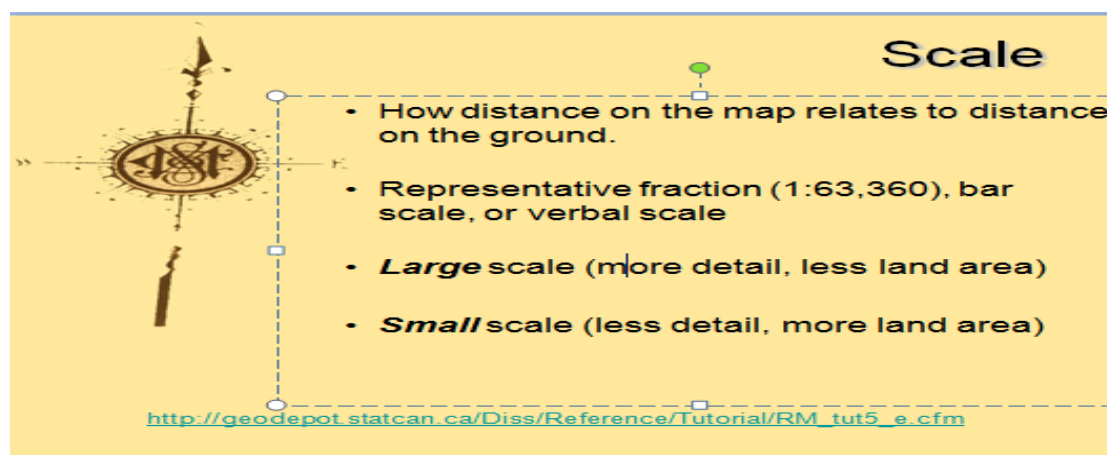 Scale
• How distance on the map relates to distance
on the ground.
• Representative fraction (1:63,360), bar
scale, or verbal scale
• Large scale (more detail, less land area)
• Small scale (less detail, more land area)
http://geodepot.statcan.ca/Diss/Reference/Tutorial/RM_tut5_e.cfm